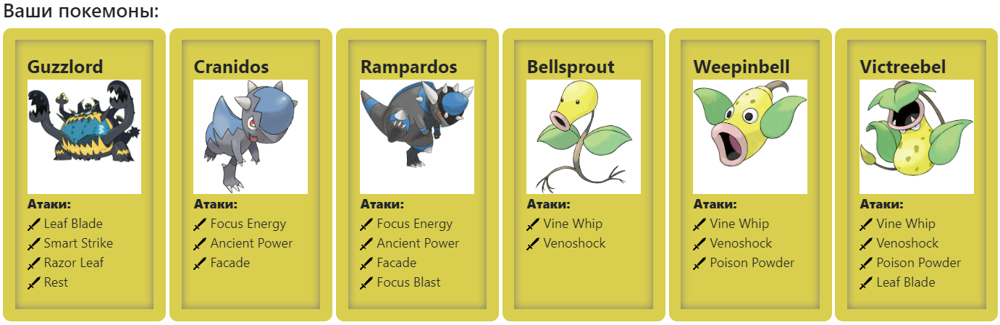 Ваши покемоны:
Guzzlord
Атаки:
Leaf Blade
Smart Strike
Razor Leaf
Rest
Cranidos
Атаки:
Focus Energy
Ancient Power
Facade
Rampardos
Атаки:
Focus Energy
Ancient Power
Facade
Focus Blast
Bellsprout
Атаки:
Vine Whip
Venoshock
Weepinbell
Атаки:
Vine Whip
Venoshock
Poison Powder
Victreebel
Атаки:
Vine Whip
Venoshock
Poison Powder
Leaf Blade